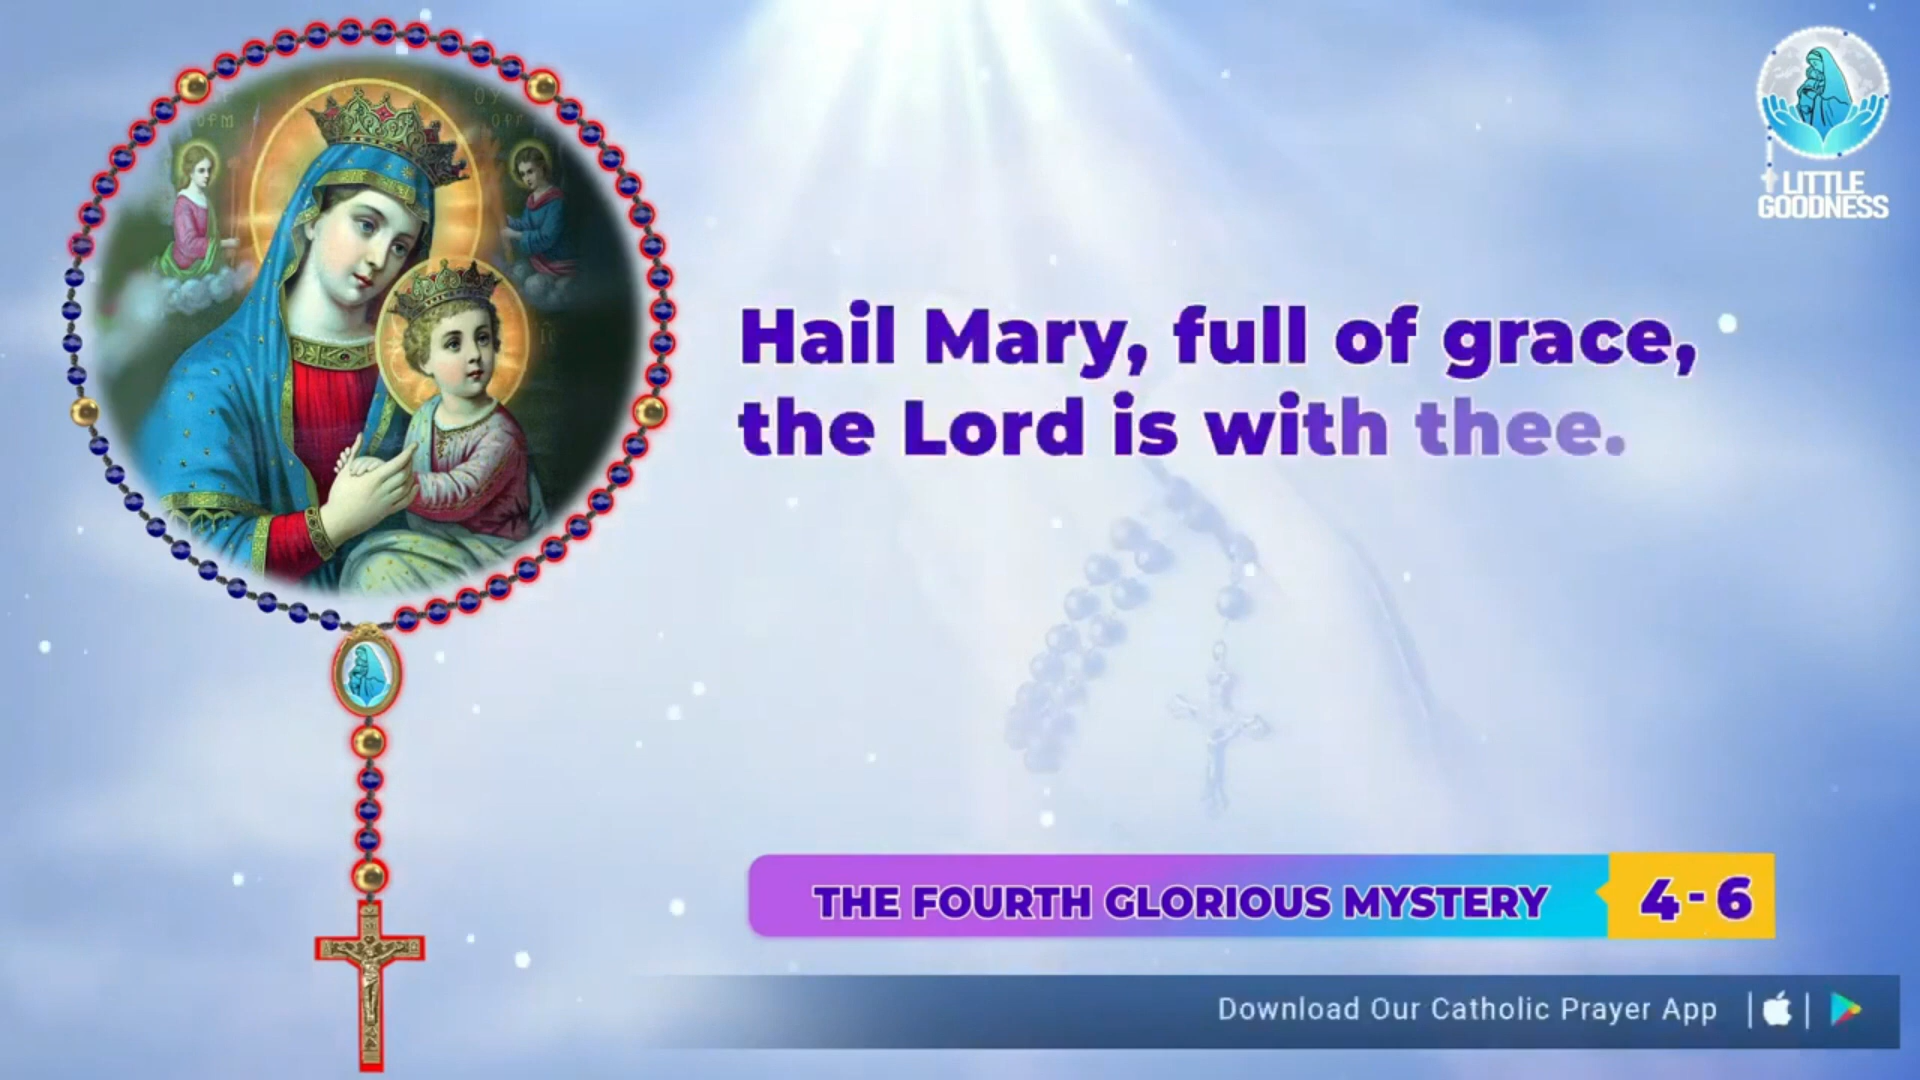 LITTLE
GOODNESS
Hail Mary, full of grace,
the Lord is with thee.
THE FOURTH GLORIOUS MYSTERY
4 - 6
Download Our Catholic Prayer App